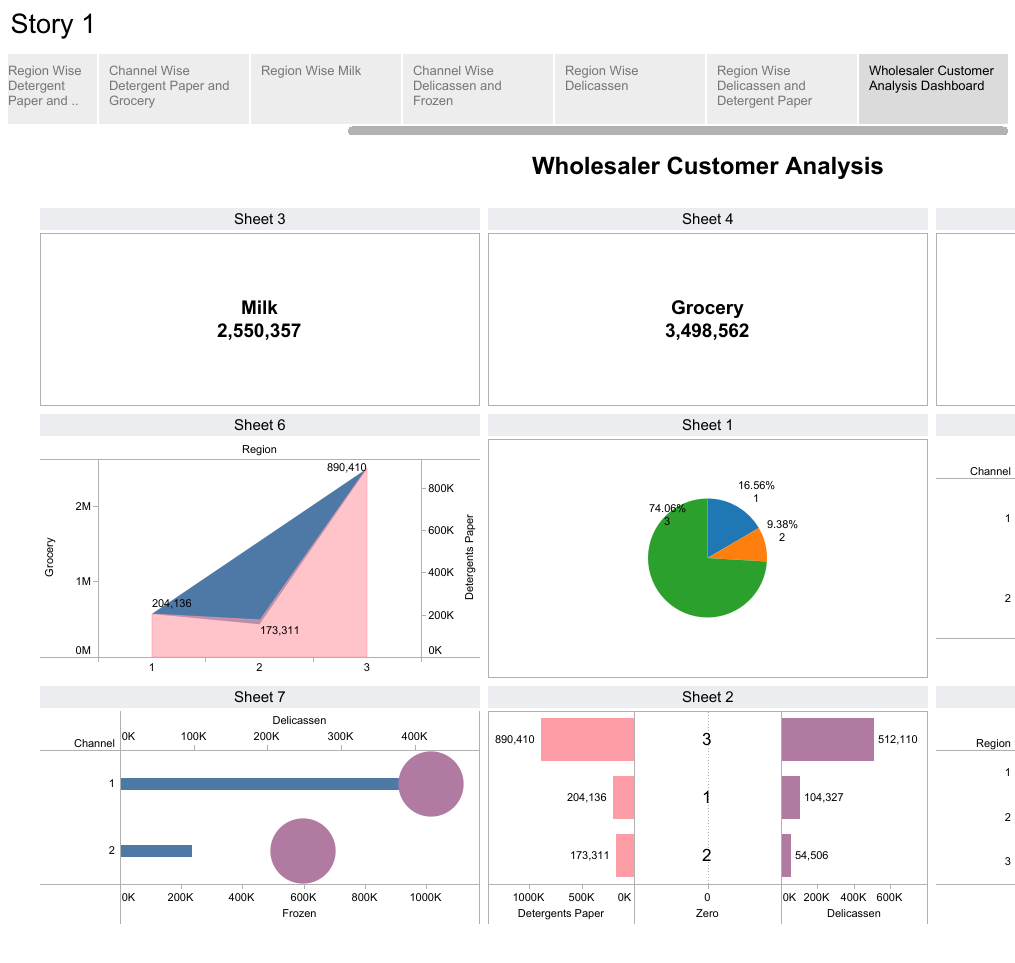 Story 1
Region Wise
Detergent
Paper and ..
Channel Wise
Detergent Paper and
Grocery
Region Wise Milk
Channel Wise
Delicassen and
Frozen
Region Wise
Delicassen
Region Wise
Delicassen and
Detergent Paper
Wholesaler Customer
Analysis Dashboard
Wholesaler Customer Analysis
Sheet 3
Sheet 4
Milk
2,550,357
Grocery
3,498,562
Sheet 6
Region
890,410
2M
1M
0M
Grocery
204,136
173,311
800K
600K
400K
200K
0K
Detergents Paper
1
2
3
Sheet 1
16.56%
1
74.06%
3
9.38%
2
Channel
1
2
Sheet 7
Delicassen
Channel
0K 100K 200K 300K 400K
1
2
0K 200K 400K 600K 800K 1000K
Frozen
Sheet 2
890,410 3 512,110
204,136 1 104,327
173,311 2 54,506
1000K 500K 0K 0 0K 200K 400K 600K
Detergents Paper Zero Delicassen
Region
1
2
3